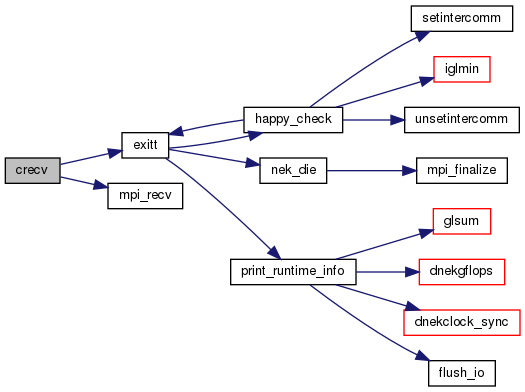 setintercomm
iglmin
happy_check
unsetintercomm
exitt
crecv
nek_die
mpi_finalize
mpi_recv
glsum
print_runtime_info
dnekgflops
dnekclock_sync
flush_io